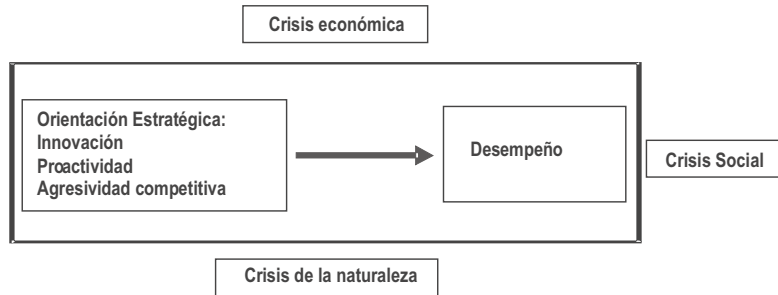 Crisis económica
Orientación Estratégica:
Innovación
Proactividad
Agresividad competitiva
Desempeño
Crisis Social
Crisis de la naturaleza